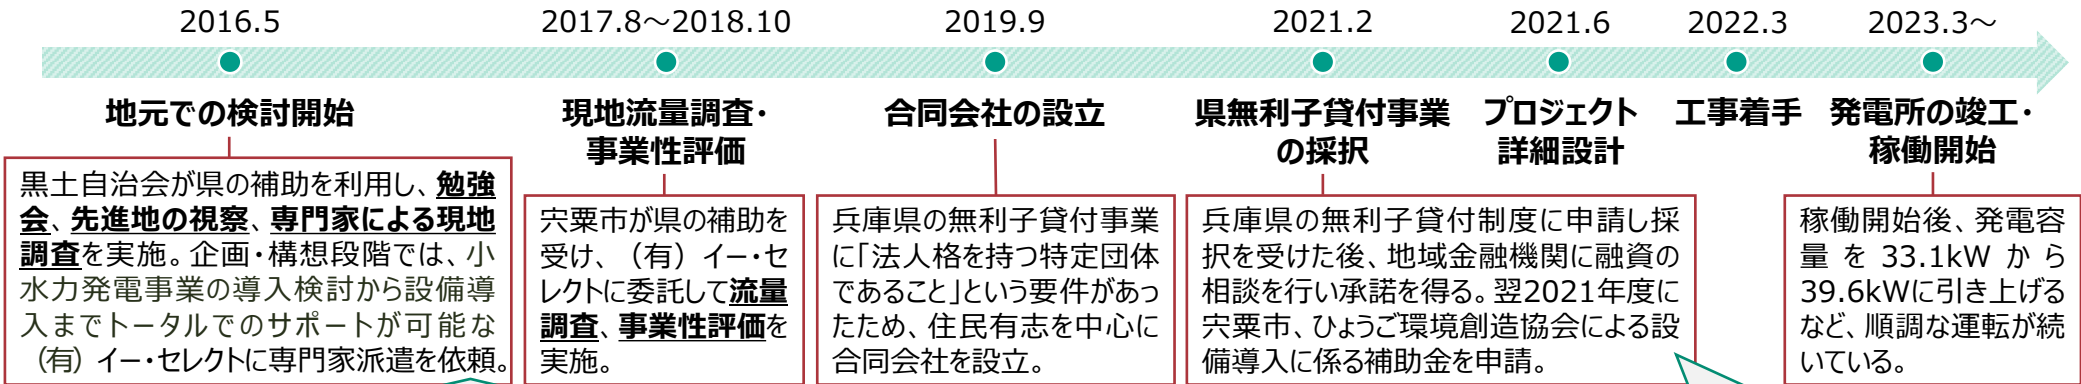 2016.5
2017.8～2018.10
2019.9
2021.2
2021.6
2022.3
2023.3～
地元での検討開始
現地流量調査・
事業性評価
合同会社の設立
県無利子貸付事業
の採択
プロジェクト
詳細設計
工事着手
発電所の竣工・
稼働開始
黒土自治会が県の補助を利用し、勉強
会、先進地の視察、専門家による現地
調査を実施。企画・構想段階では、小
水力発電事業の導入検討から設備導
入までトータルでのサポートが可能な
（有）イー・セレクトに専門家派遣を依頼。
宍粟市が県の補助を
受け、（有）イー・セ
レクトに委託して流量
調査、事業性評価を
実施。
兵庫県の無利子貸付事業
に「法人格を持つ特定団体
であること」という要件があっ
たため、住民有志を中心に
合同会社を設立。
兵庫県の無利子貸付制度に申請し採
択を受けた後、地域金融機関に融資の
相談を行い承諾を得る。翌2021年度に
宍粟市、ひょうご環境創造協会による設
備導入に係る補助金を申請。
稼働開始後、発電容
量を33.1kWから
39.6kWに引き上げる
など、順調な運転が続
いている。